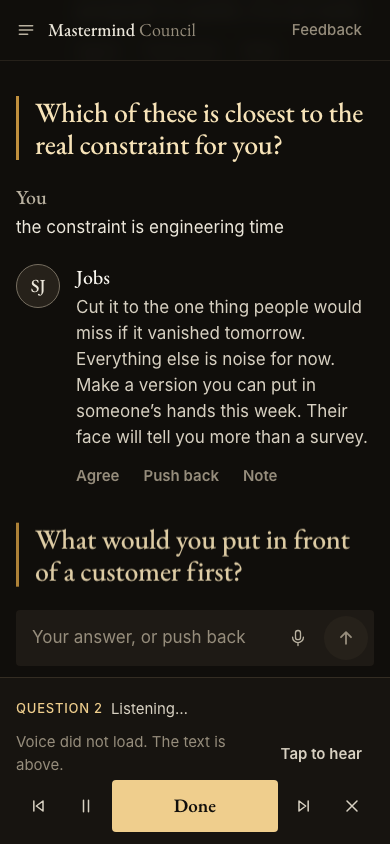 Mastermind Council
Feedback
Which of these is closest to the
real constraint for you?
You
the constraint is engineering time
SJ
Jobs
Cut it to the one thing people would
miss if it vanished tomorrow.
Everything else is noise for now.
Make a version you can put in
someone’s hands this week. Their
face will tell you more than a survey.
Agree
Push back
Note
What would you put in front
of a customer first?
Your answer, or push back
QUESTION 2 Listening...
Voice did not load. The text is
above.
Tap to hear
Done